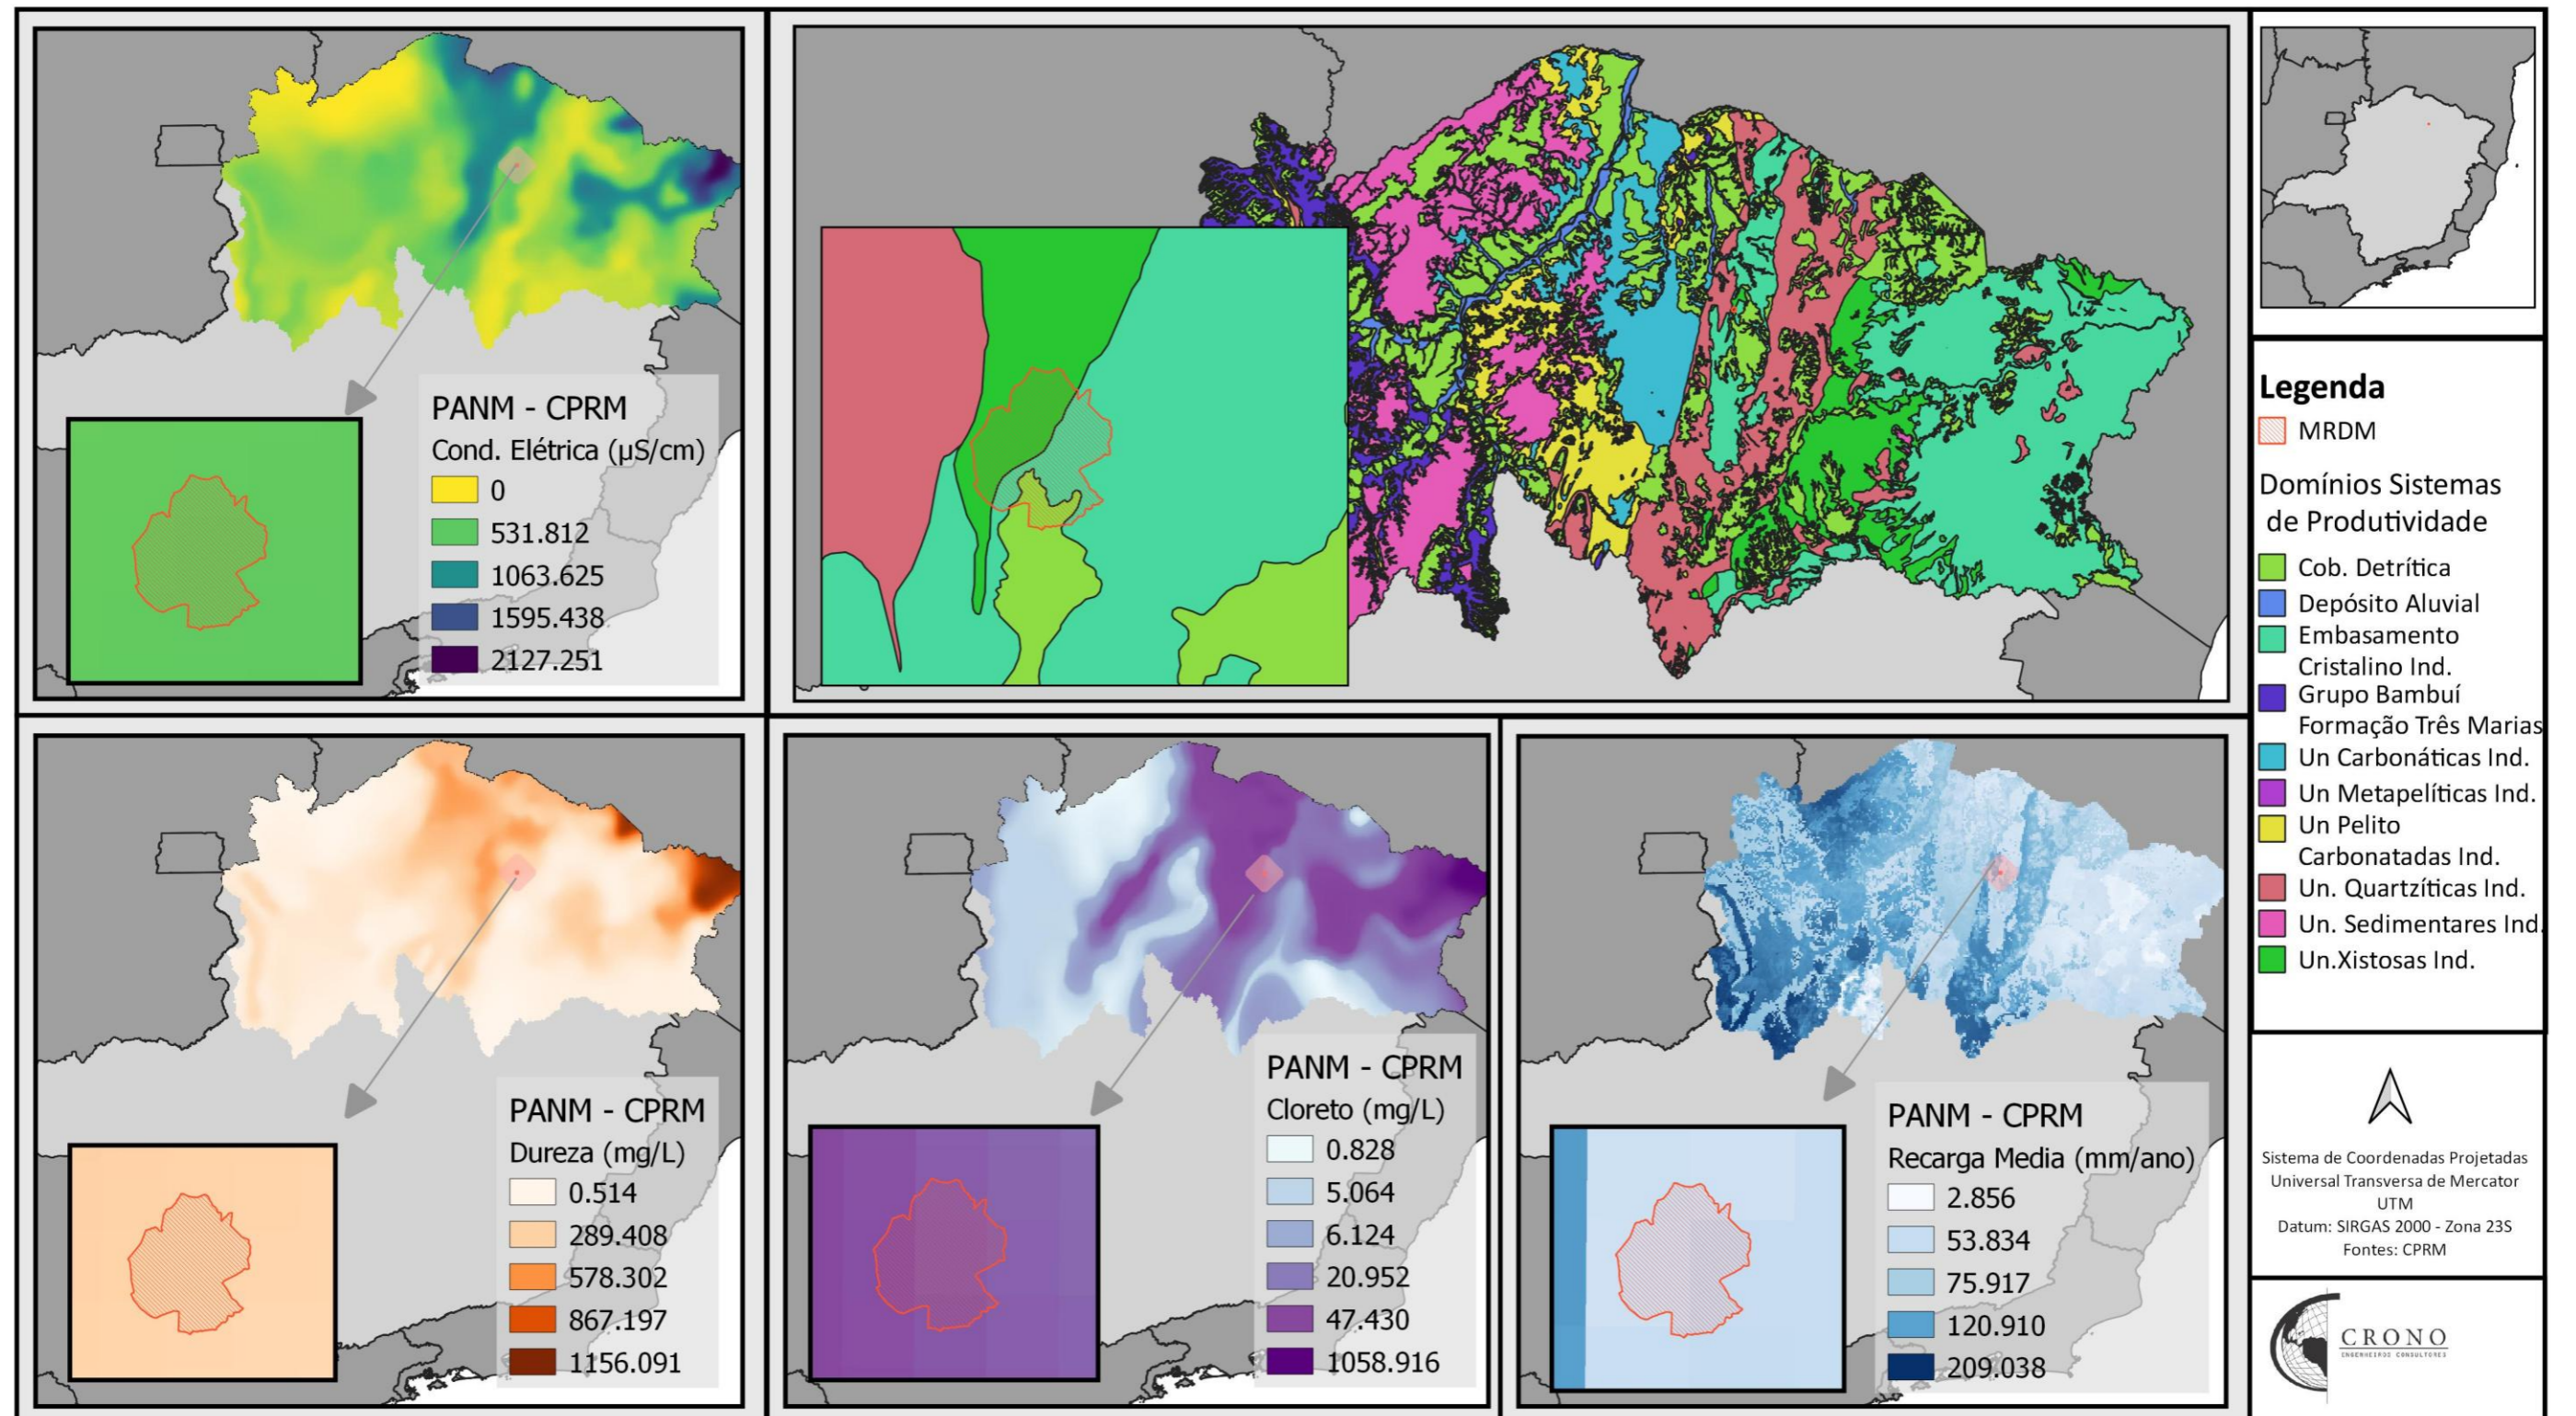 PANM - CPRM
Cond. Elétrica (µS/cm)
0
531.812
1063.625
1595.438
2127.251
Legenda
MRDM
Domínios Sistemas
de Produtividade
Cob. Detrítica
Depósito Aluvial
Embasamento
Cristalino Ind.
Grupo Bambuí
Formação Três Marias
Un Carbonáticas Ind.
Un Metapelíticas Ind.
Un Pelito
Carbonatadas Ind.
Un. Quartzíticas Ind.
Un. Sedimentares Ind.
Un.Xistosas Ind.
PANM - CPRM
Dureza (mg/L)
0.514
289.408
578.302
867.197
1156.091
PANM - CPRM
Cloreto (mg/L)
0.828
5.064
6.124
20.952
47.430
1058.916
PANM - CPRM
Recarga Media (mm/ano)
2.856
53.834
75.917
120.910
209.038
Sistema de Coordenadas Projetadas
Universal Transversa de Mercator
UTM
Datum: SIRGAS 2000 - Zona 23S
Fontes: CPRM
CRONO
ENGENHEIROS CONSULTORES